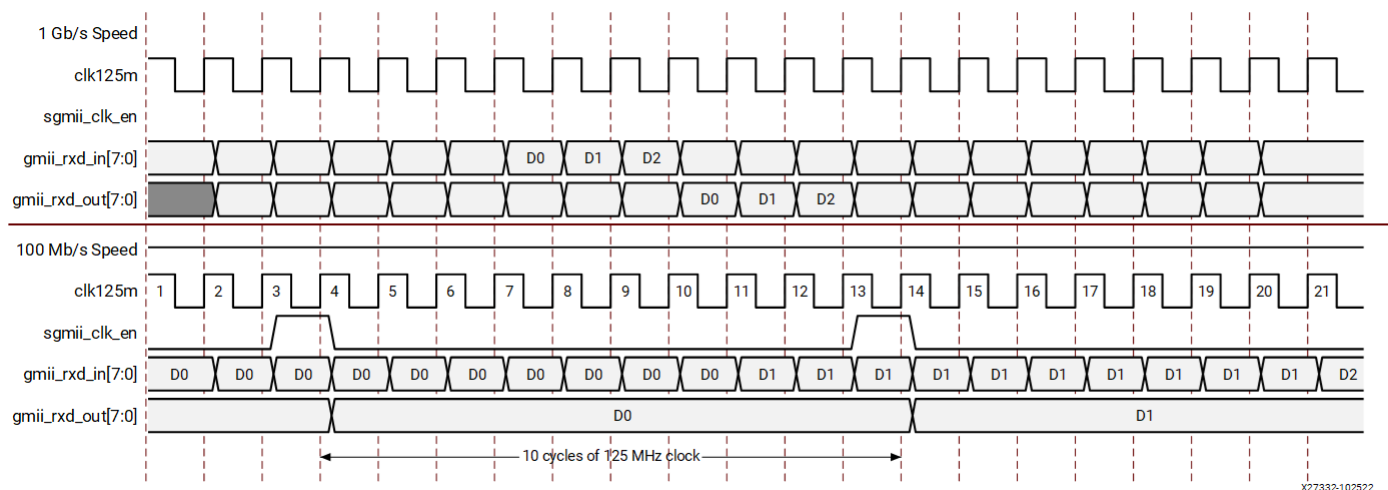 1 Gb/s Speed
clk125m
sgmii_clk_en
gmii_rxd_in[7:0] D0 D1 D2
gmii_rxd_out[7:0] D0 D1 D2
100 Mb/s Speed
clk125m 1 2 3 4 5 6 7 8 9 10 11 12 13 14 15 16 17 18 19 20 21
sgmii_clk_en
gmii_rxd_in[7:0] D0 D0 D0 D0 D0 D0 D0 D0 D0 D0 D1 D1 D1 D1 D1 D1 D1 D1 D1 D1 D2
gmii_rxd_out[7:0] D0 D1
10 cycles of 125 MHz clock
X27332-102522